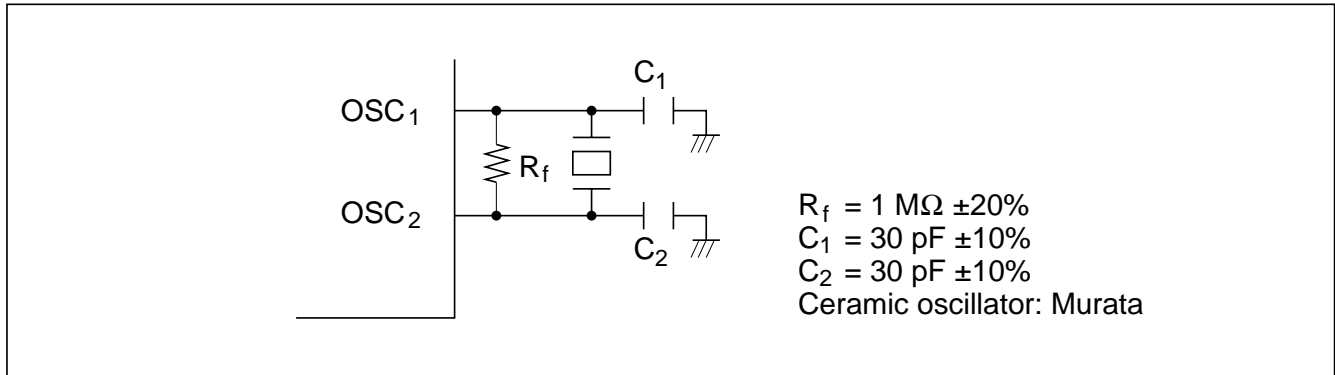 C1
OSC1
Rf
OSC2
C2
Rf = 1 MΩ ±20%
C1 = 30 pF ±10%
C2 = 30 pF ±10%
Ceramic oscillator: Murata